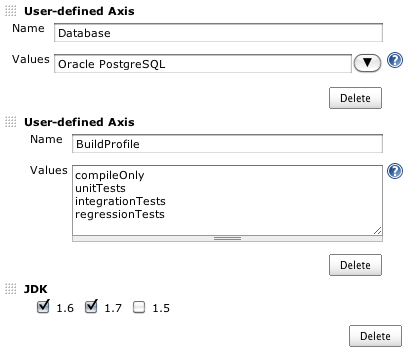 User-defined Axis
Name Database
Values Oracle PostgreSQL ▼ ?
Delete
User-defined Axis
Name BuildProfile
Values compileOnly ?
unitTests
integrationTests
regressionTests
Delete
JDK
1.6 1.7 1.5
Delete